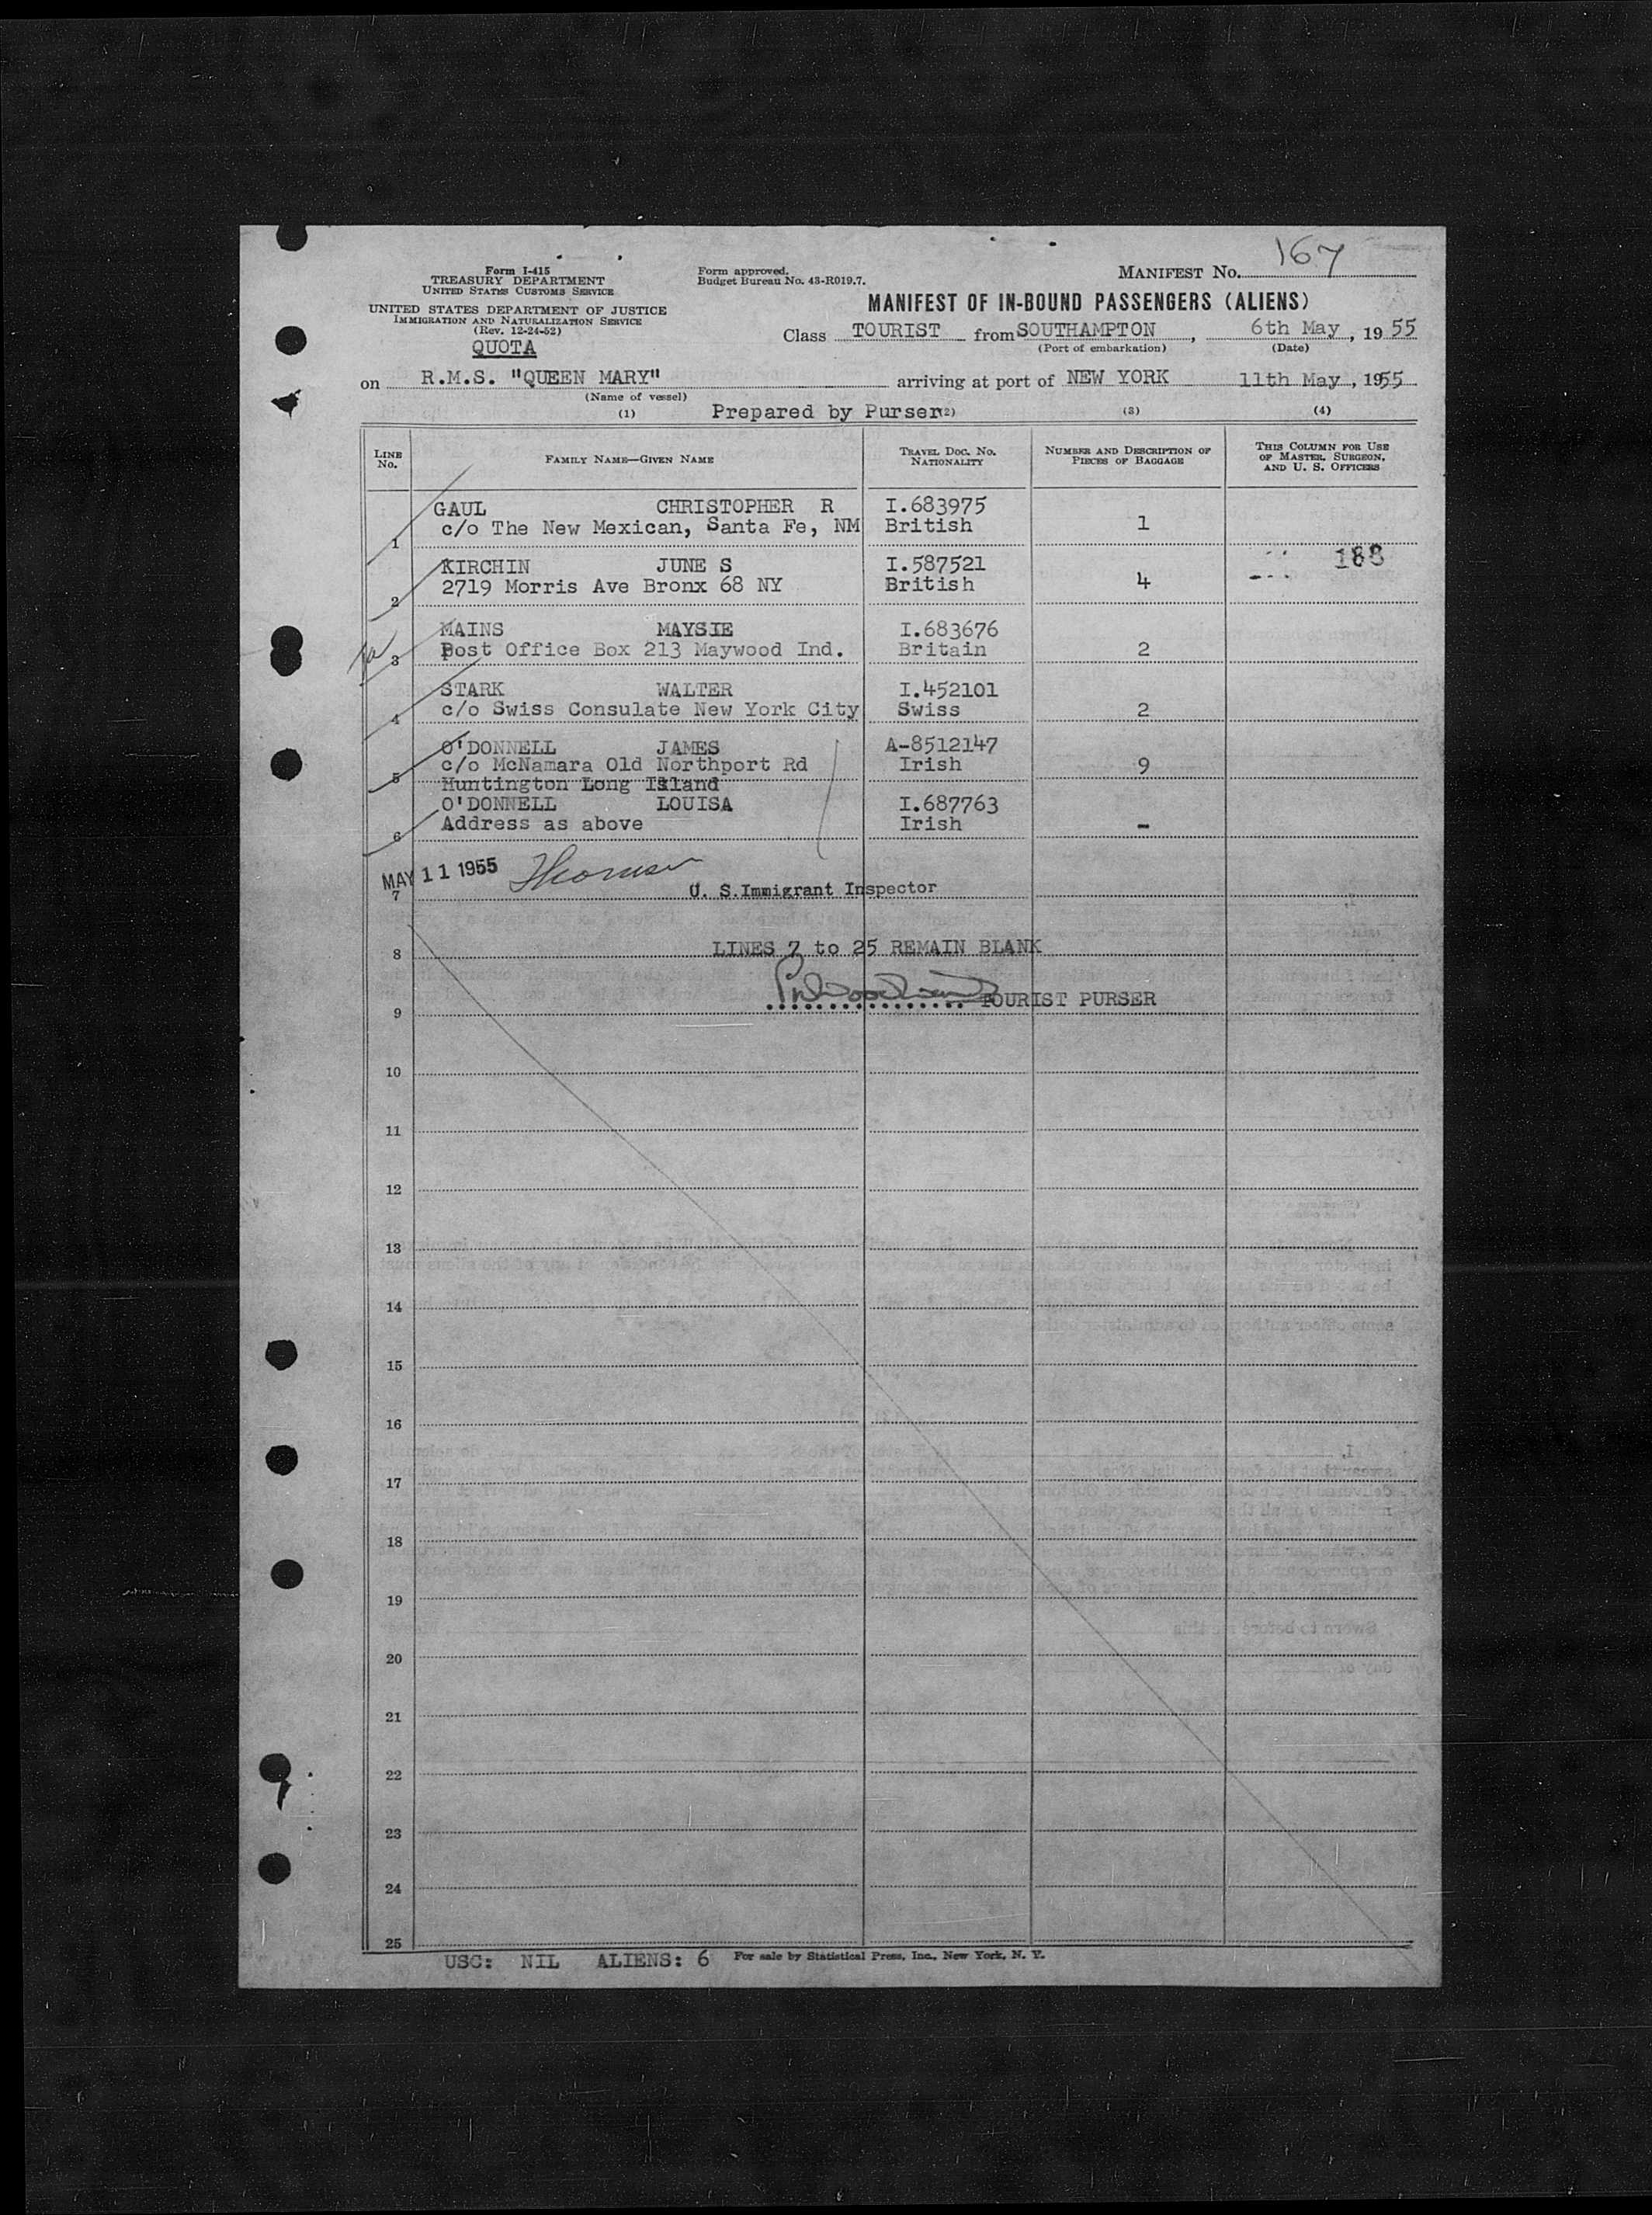 167
Form I-415
TREASURY DEPARTMENT
UNITED STATES CUSTOMS SERVICE
UNITED STATES DEPARTMENT OF JUSTICE
IMMIGRATION AND NATURALIZATION SERVICE
(Rev. 12-24-52)
QUOTA
Form approved.
Budget Bureau No. 43-R019.7.
MANIFEST No.
MANIFEST OF IN-BOUND PASSENGERS (ALIENS)
Class TOURIST from SOUTHAMPTON, 6th May, 1955
(Port of embarkation) (Date)
on R.M.S. "QUEEN MARY" arriving at port of NEW YORK 11th May, 1955
(Name of vessel)
(1) Prepared by Purser (2) (3) (4)
LINE No. FAMILY NAME—GIVEN NAME TRAVEL DOC. No. NATIONALITY NUMBER AND DESCRIPTION OF PIECES OF BAGGAGE THIS COLUMN FOR USE OF MASTER, SURGEON, AND U. S. OFFICERS
GAUL CHRISTOPHER R I.683975
1 c/o The New Mexican, Santa Fe, NM British 1
KIRCHIN JUNE S I.587521 188
2 2719 Morris Ave Bronx 68 NY British 4
MAINS MAYSIE I.683676
3 Post Office Box 213 Maywood Ind. Britain 2
STARK WALTER I.452101
4 c/o Swiss Consulate New York City Swiss 2
O'DONNELL JAMES A-8512147
5 c/o McNamara Old Northport Rd Irish 9
Huntington Long Island
O'DONNELL LOUISA I.687763
6 Address as above Irish -
MAY 11 1955
7 U. S. Immigrant Inspector
8 LINES 7 to 25 REMAIN BLANK
9 TOURIST PURSER
10
11
12
13
14
15
16
17
18
19
20
21
22
23
24
25
USC: NIL ALIENS: 6 For sale by Statistical Press, Inc., New York, N. Y.